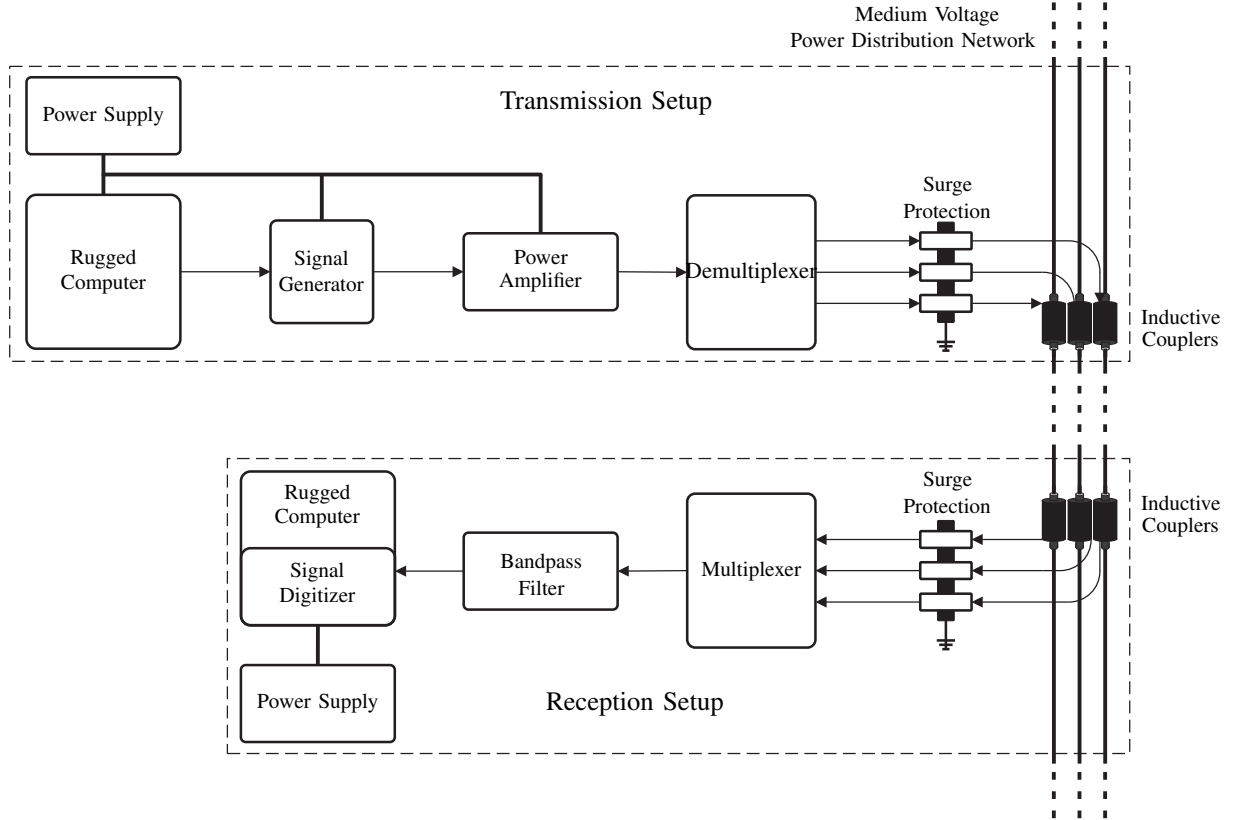 Medium Voltage
Power Distribution Network
Transmission Setup
Power Supply
Surge
Protection
Rugged
Computer
Signal
Generator
Power
Amplifier
Demultiplexer
Inductive
Couplers
Rugged
Computer
Signal
Digitizer
Bandpass
Filter
Multiplexer
Surge
Protection
Inductive
Couplers
Power Supply
Reception Setup